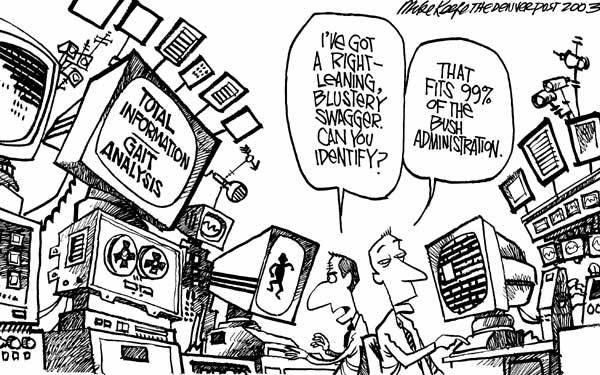 Mike Keefe THE DENVER POST 2003
TOTAL
INFORMATION
GAIT
ANALYSIS
I'VE GOT
A RIGHT-
LEANING,
BLUSTERY
SWAGGER.
CAN YOU
IDENTIFY?
THAT
FITS 99%
OF THE
BUSH
ADMINISTRATION.